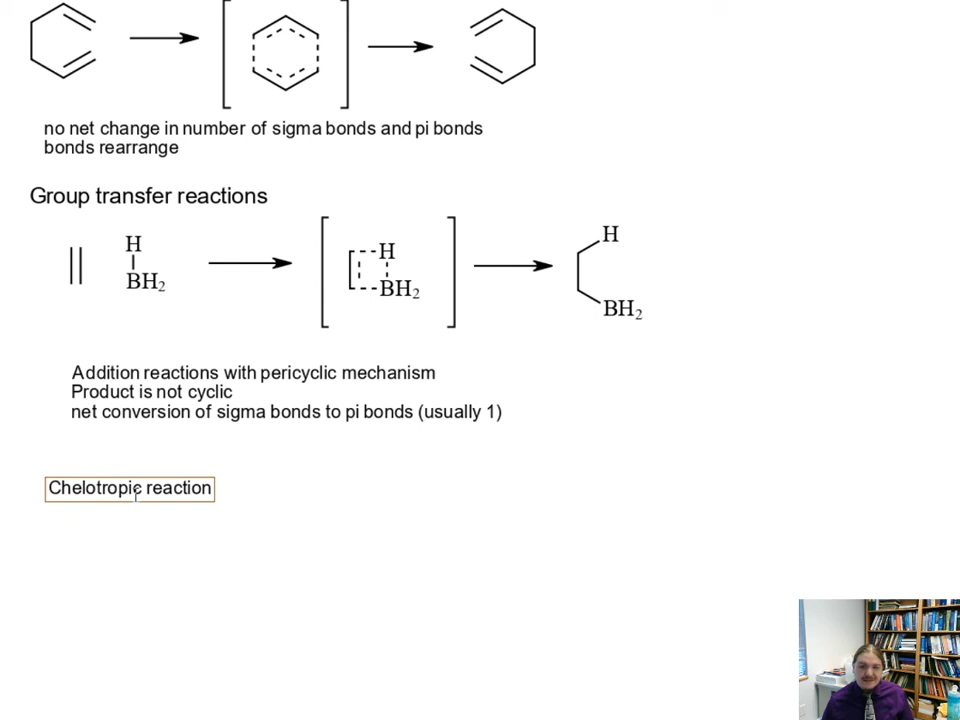 no net change in number of sigma bonds and pi bonds
bonds rearrange
Group transfer reactions
H
BH2
H
BH2
H
BH2
Addition reactions with pericyclic mechanism
Product is not cyclic
net conversion of sigma bonds to pi bonds (usually 1)
Chelotropic reaction